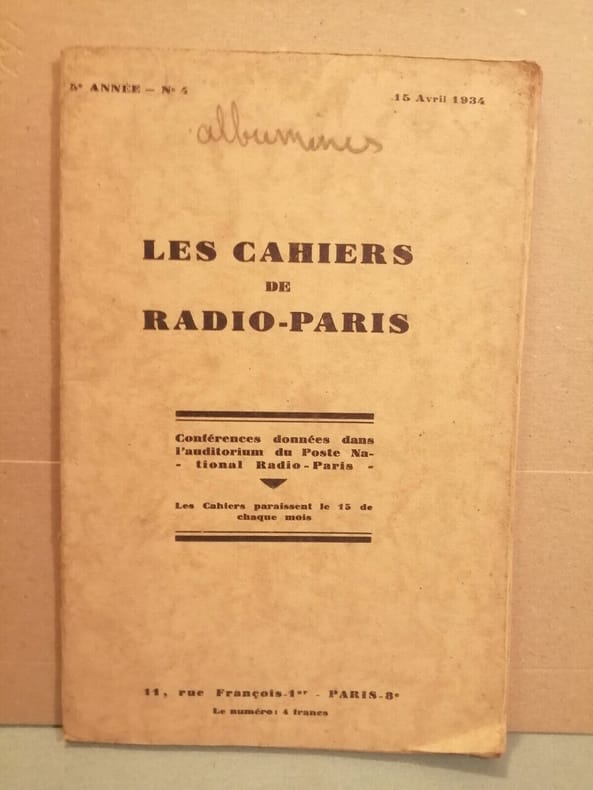 5e ANNÉE — No 4
15 Avril 1934
albumines
LES CAHIERS
DE
RADIO-PARIS
Conférences données dans
l'auditorium du Poste Na-
- tional Radio-Paris -
Les Cahiers paraissent le 15 de
chaque mois
11, rue François-1er - PARIS-8e
Le numéro : 4 francs